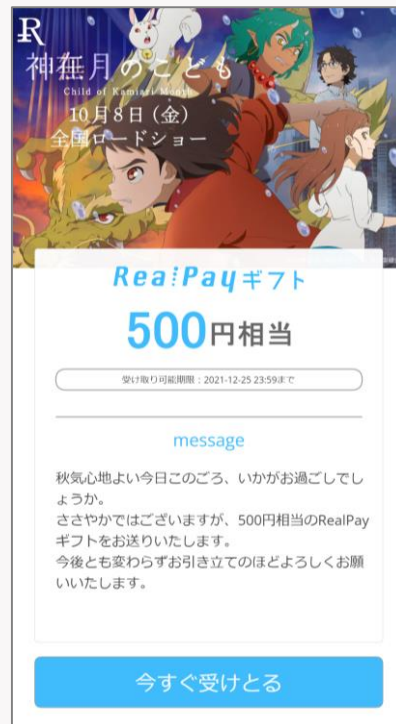 R
神在月のこども
Child of Kamiari Month
10月8日（金）
全国ロードショー
RealPayギフト
500円相当
受け取り可能期限：2021-12-25 23:59まで
message
秋気心地よい今日このごろ、いかがお過ごしでし
ょうか。
ささやかではございますが、500円相当のRealPay
ギフトをお送りいたします。
今後とも変わらずお引き立てのほどよろしくお願
いいたします。
今すぐ受けとる